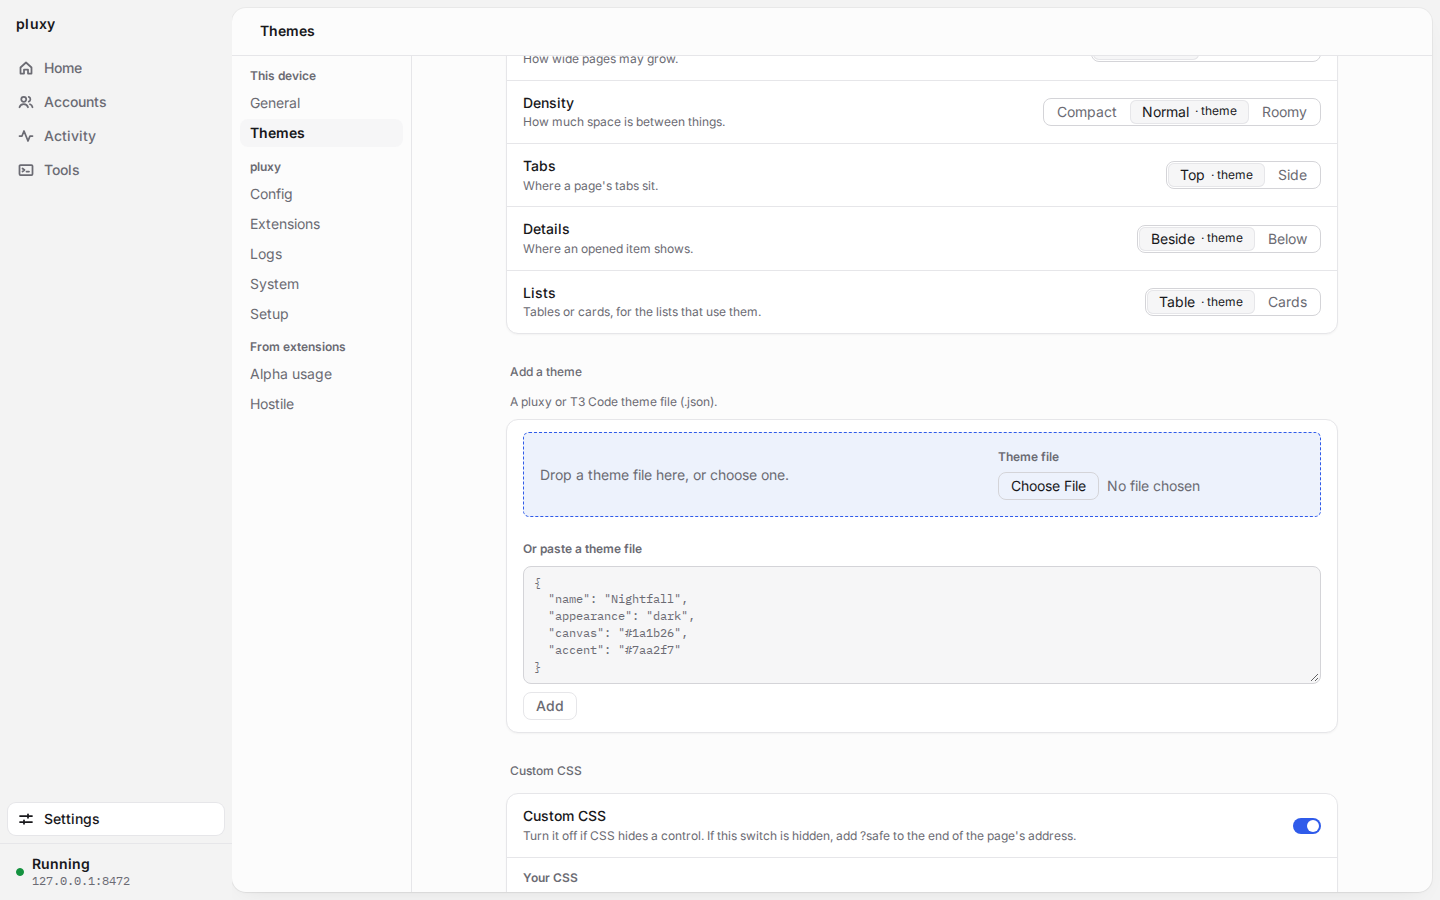 pluxy
Home
Accounts
Activity
Tools
Settings
Running
127.0.0.1:8472
Themes
This device
General
Themes
pluxy
Config
Extensions
Logs
System
Setup
From extensions
Alpha usage
Hostile
How wide pages may grow.
Density
How much space is between things.
Compact Normal · theme Roomy
Tabs
Where a page's tabs sit.
Top · theme Side
Details
Where an opened item shows.
Beside · theme Below
Lists
Tables or cards, for the lists that use them.
Table · theme Cards
Add a theme
A pluxy or T3 Code theme file (.json).
Drop a theme file here, or choose one.
Theme file
Choose File No file chosen
Or paste a theme file
{
  "name": "Nightfall",
  "appearance": "dark",
  "canvas": "#1a1b26",
  "accent": "#7aa2f7"
}
Add
Custom CSS
Custom CSS
Turn it off if CSS hides a control. If this switch is hidden, add ?safe to the end of the page's address.
Your CSS